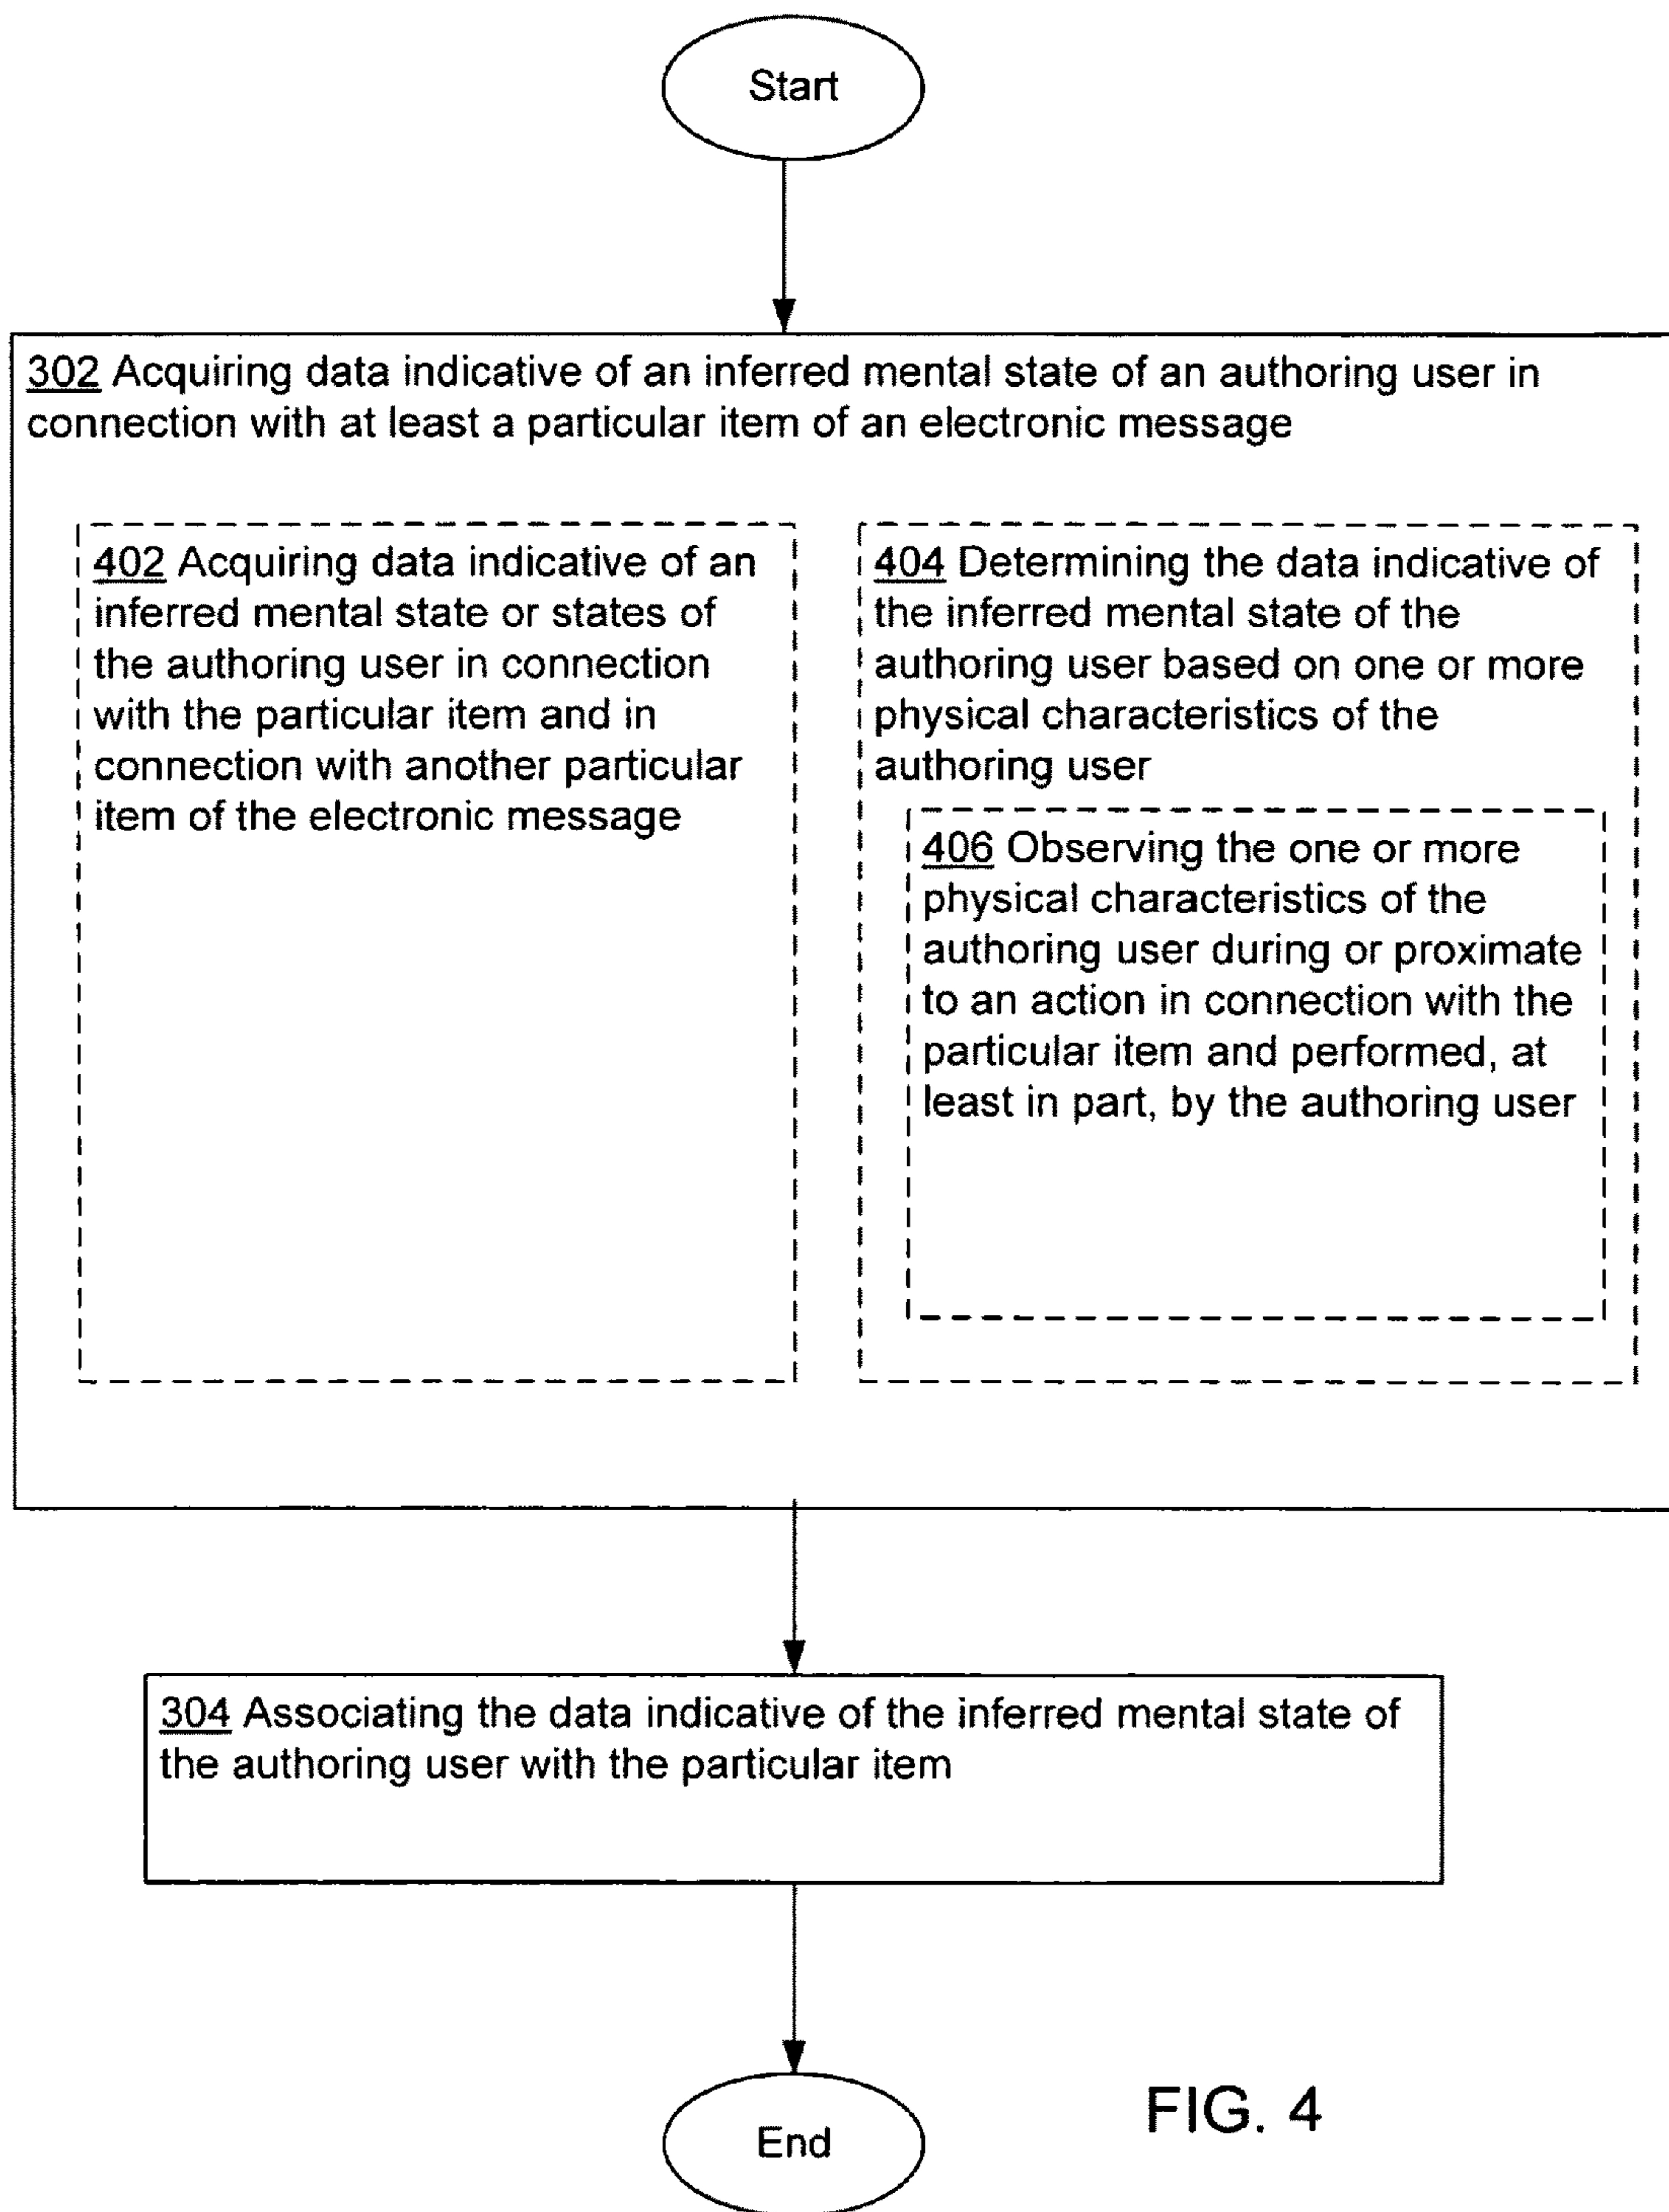 Start
302 Acquiring data indicative of an inferred mental state of an authoring user in
connection with at least a particular item of an electronic message
402 Acquiring data indicative of an
inferred mental state or states of
the authoring user in connection
with the particular item and in
connection with another particular
item of the electronic message
404 Determining the data indicative of
the inferred mental state of the
authoring user based on one or more
physical characteristics of the
authoring user
406 Observing the one or more
physical characteristics of the
authoring user during or proximate
to an action in connection with the
particular item and performed, at
least in part, by the authoring user
304 Associating the data indicative of the inferred mental state of
the authoring user with the particular item
End
FIG. 4